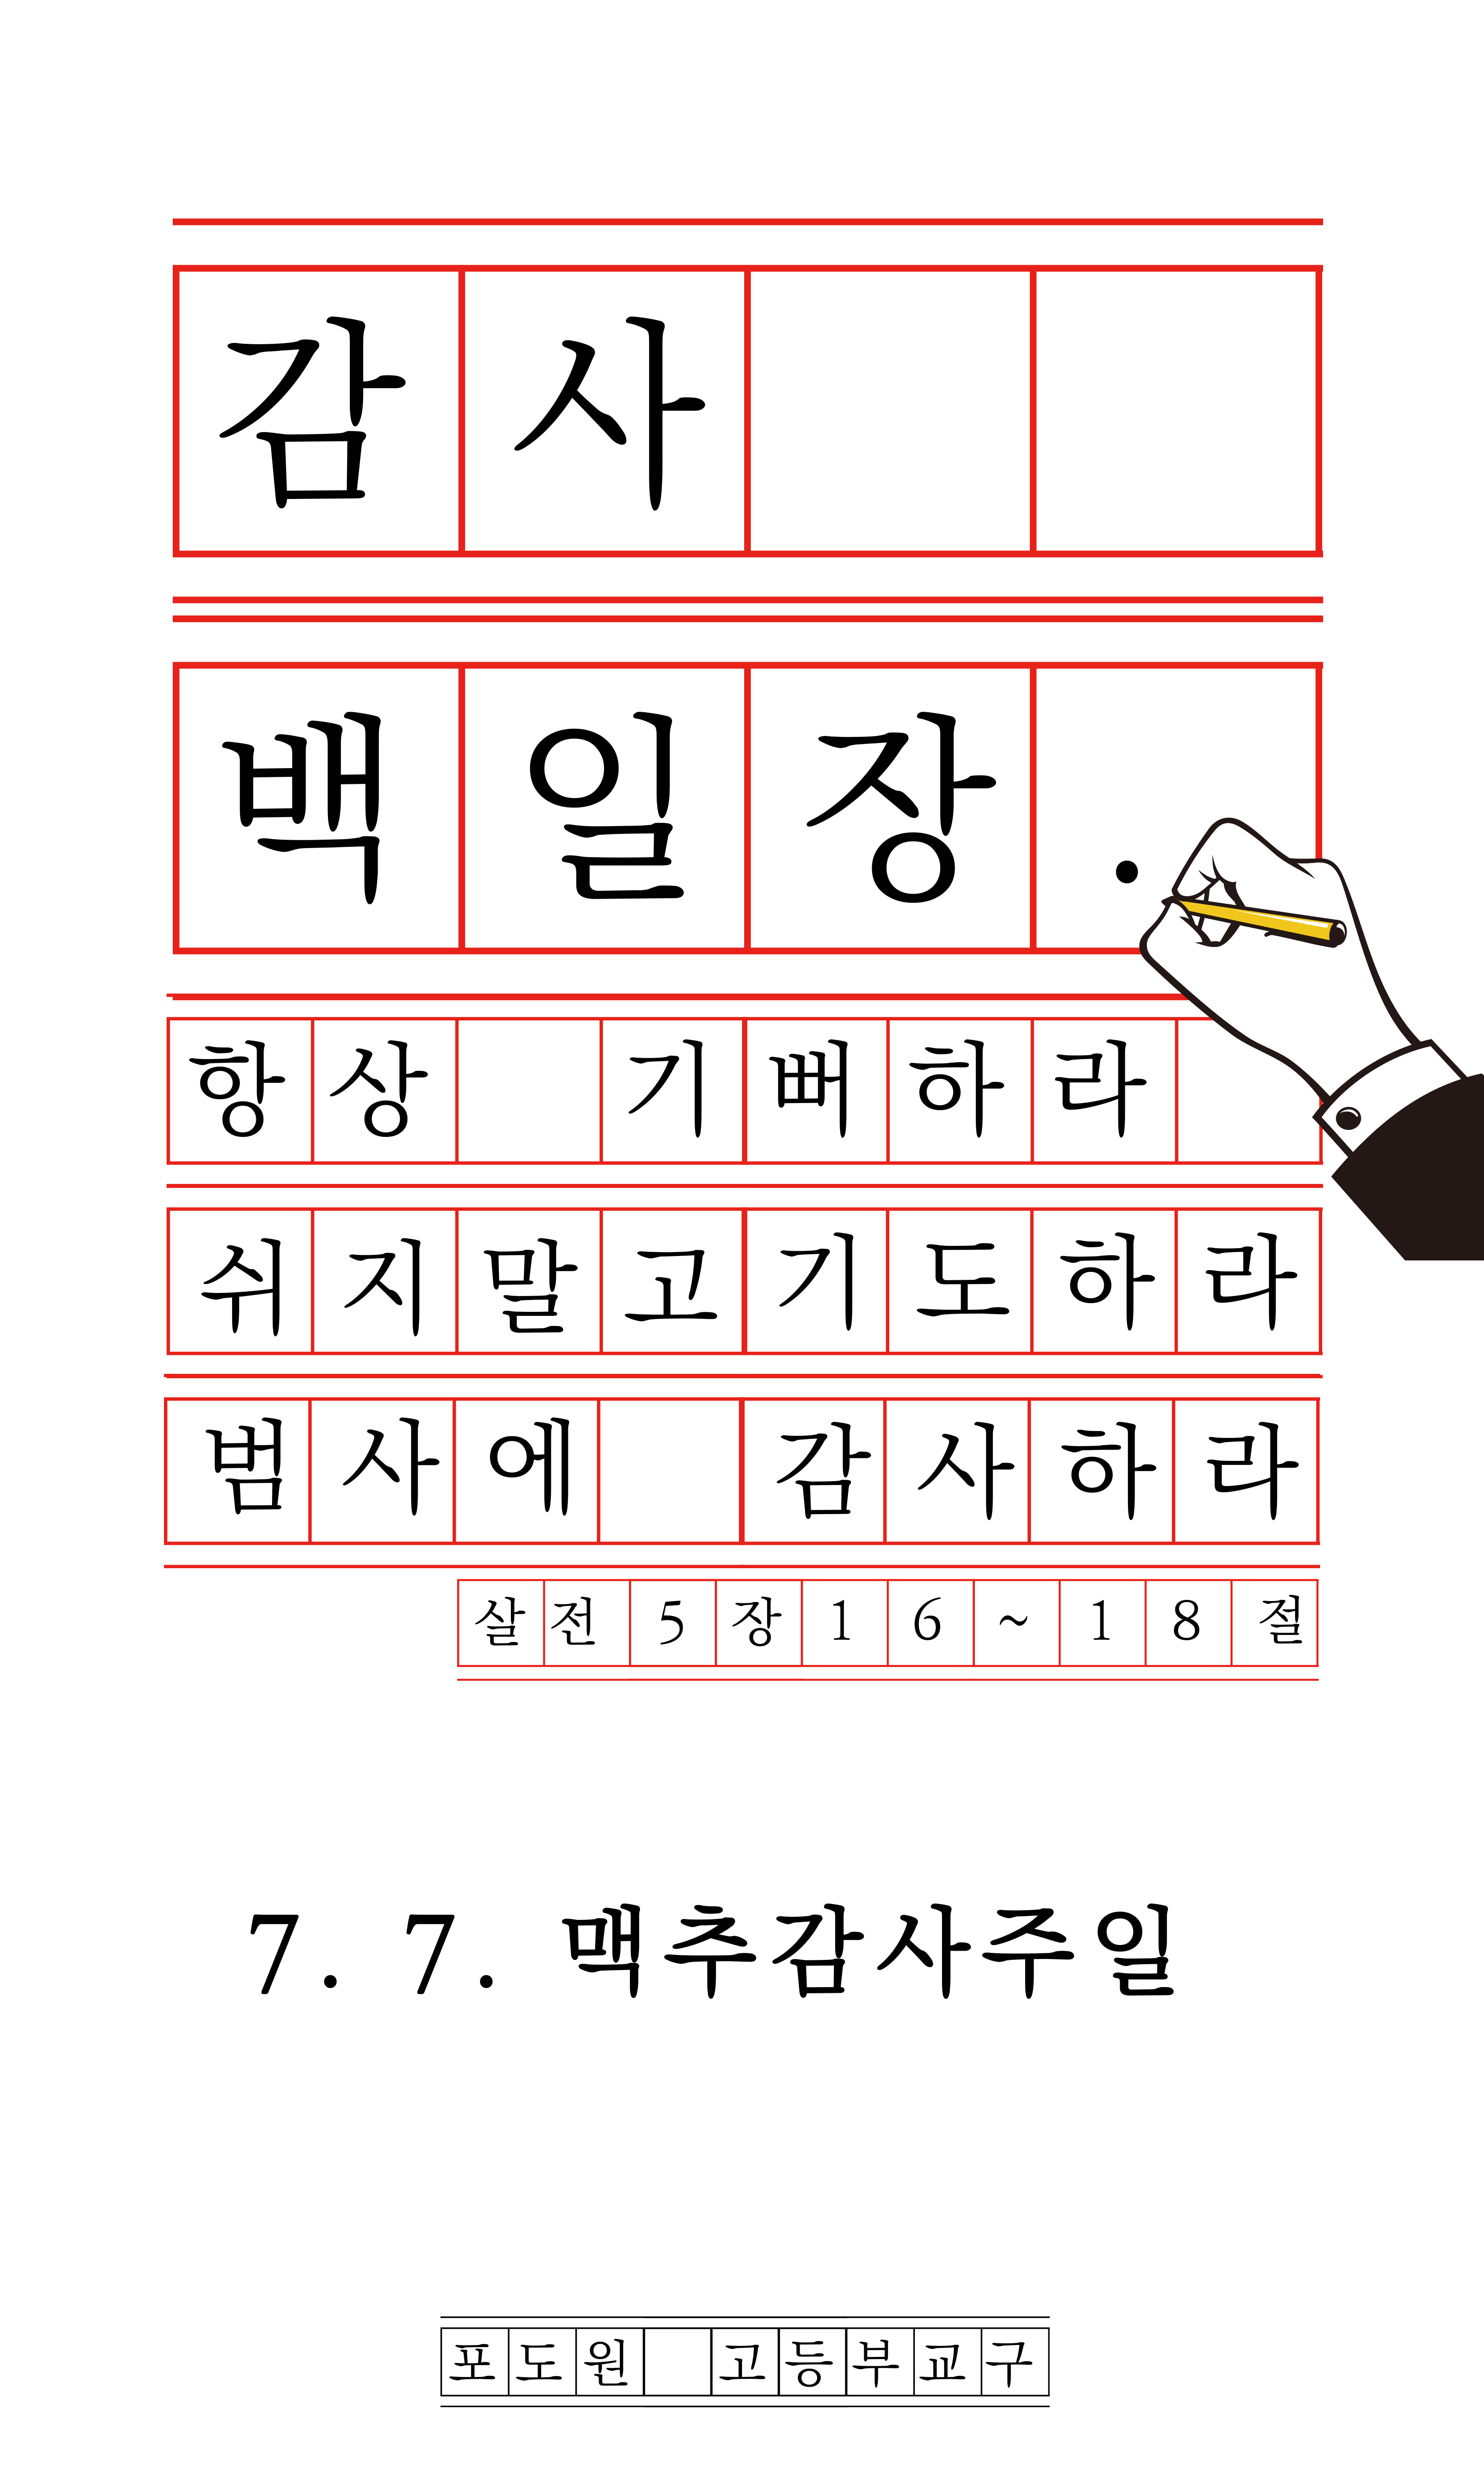 감사
백일장.
항상 기뻐하라
쉬지말고기도하라
범사에 감사하라
살전5장16~18절
7. 7. 맥추감사주일
포도원 고등부교구